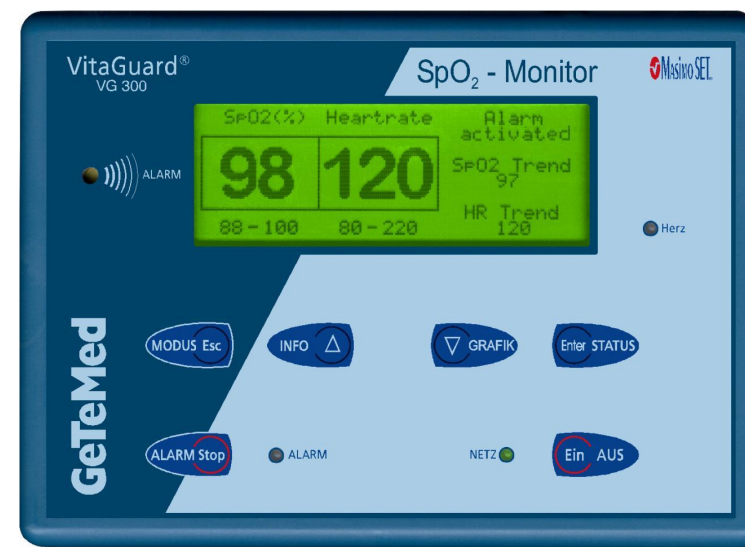 VitaGuard®
VG 300
SpO₂ - Monitor
Masimo SET
SpO2(%) Heartrate
98 120
88-100 80-220
Alarm
activated
SpO2 Trend
97
HR Trend
120
ALARM
Herz
MODUS Esc
INFO △
▽ GRAFIK
Enter STATUS
ALARM Stop
ALARM
NETZ
Ein AUS
GeTeMed